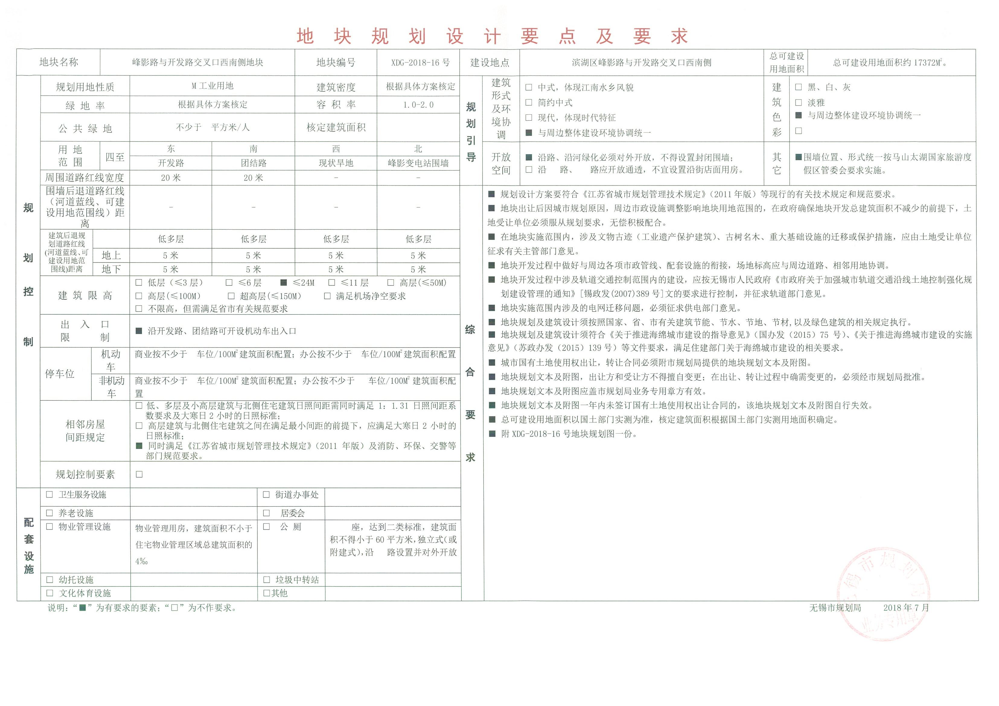 地块规划设计要点及要求
地块名称 峰影路与开发路交叉口西南侧地块 地块编号 XDG-2018-16 号 建设地点 滨湖区峰影路与开发路交叉口西南侧 总可建设用地面积 总可建设用地面积约 17372M²。
规划控制
规划用地性质 M 工业用地 建筑密度 根据具体方案核定
绿地率 根据具体方案核定 容积率 1.0-2.0
公共绿地 不少于 平方米/人 核定建筑面积
用地范围 四至 东 南 西 北
开发路 团结路 现状旱地 峰影变电站围墙
周围道路红线宽度 20 米 20 米 - -
围墙后退道路红线
（河道蓝线、可建
设用地范围线）距
离
- - - -
建筑后退规
划道路红线
(河道蓝线、可
建设用地范
围线)距离
低多层 低多层 低多层 低多层
地上 5 米 5 米 5 米 5 米
地下 5 米 5 米 5 米 5 米
建筑限高
□ 低层（≤3 层） □ ≤6 层 ■ ≤24M □ ≤11 层 □ 高层(≤50M)
□ 高层(≤100M) □ 超高层(≤150M) □ 满足机场净空要求
□ 不限高，但需满足省市有关规范要求
出入口
限制
■ 沿开发路、团结路可开设机动车出入口
停车位
机动车 商业按不少于 车位/100M²建筑面积配置；办公按不少于 车位/100M²建筑面积配置
非机动车 商业按不少于 车位/100M² 建筑面积配置；办公按不少于 车位/100M² 建筑面积配
置
相邻房屋
间距规定
□ 低、多层及小高层建筑与北侧住宅建筑日照间距需同时满足 1：1.31 日照间距系
数要求及大寒日 2 小时的日照标准；
□ 高层建筑与北侧住宅建筑之间在满足最小间距的前提下，应满足大寒日 2 小时的
日照标准；
■ 同时满足《江苏省城市规划管理技术规定》（2011 年版）及消防、环保、交警等
部门规范要求。
规划控制要素 □
配套设施
□ 卫生服务设施 □ 街道办事处
□ 养老设施 □ 居委会
□ 物业管理设施
物业管理用房，建筑面积不小于
住宅物业管理区域总建筑面积的
4‰
□ 公厕
座，达到二类标准，建筑面
积不得小于 60 平方米,独立式(或
附建式),沿 路设置并对外开放
□ 幼托设施 □ 垃圾中转站
□ 文化体育设施 □其他
规划引导
建筑
形式
及环
境协
调
□ 中式，体现江南水乡风貌
□ 简约中式
□ 现代，体现时代特征
■ 与周边整体建设环境协调统一
建筑色彩
□ 黑、白、灰
□ 淡雅
■ 与周边整体建设环境协调统一
□
开放
空间
■ 沿路、沿河绿化必须对外开放，不得设置封闭围墙；
□ 沿 路、 路应开放通透，不宜设置沿街店面用房。
其它
■围墙位置、形式统一按马山太湖国家旅游度
假区管委会要求实施。
综合要求
■ 规划设计方案要符合《江苏省城市规划管理技术规定》（2011 年版）等现行的有关技术规定和规范要求。
■ 地块出让后因城市规划原因，周边市政设施调整影响地块用地范围的，在政府确保地块开发总建筑面积不减少的前提下，土
地受让单位必须服从规划要求，无偿积极配合。
■ 在地块实施范围内，涉及文物古迹（工业遗产保护建筑）、古树名木、重大基础设施的迁移或保护措施，应由土地受让单位
征求有关主管部门意见。
■ 地块开发过程中做好与周边各项市政管线、配套设施的衔接，场地标高应与周边道路、相邻用地协调。
■ 地块开发过程中涉及轨道交通控制范围内的建设，应按无锡市人民政府《市政府关于加强城市轨道交通沿线土地控制强化规
划建设管理的通知》[锡政发(2007)389 号]文的要求进行控制，并征求轨道部门意见。
■ 地块实施范围内涉及的电网迁移问题，必须征求供电部门意见。
■ 地块规划及建筑设计须按照国家、省、市有关建筑节能、节水、节地、节材,以及绿色建筑的相关规定执行。
■ 地块规划及建筑设计须符合《关于推进海绵城市建设的指导意见》（国办发（2015）75 号）、《关于推进海绵城市建设的实施
意见》（苏政办发（2015）139 号）等文件要求，满足住建部门关于海绵城市建设的相关要求。
■ 城市国有土地使用权出让，转让合同必须附市规划局提供的地块规划文本及附图。
■ 地块规划文本及附图，出让方和受让方不得擅自变更；在出让、转让过程中确需变更的，必须经市规划局批准。
■ 地块规划文本及附图应盖市规划局业务专用章方有效。
■ 地块规划文本及附图一年内未签订国有土地使用权出让合同的，该地块规划文本及附图自行失效。
■ 总可建设用地面积以国土部门实测为准，核定建筑面积根据国土部门实测用地面积确定。
■ 附 XDG-2018-16 号地块规划图一份。
说明：“■”为有要求的要素；“□”为不作要求。
无锡市规划局 2018 年 7 月
无锡市规划局
业务专用章